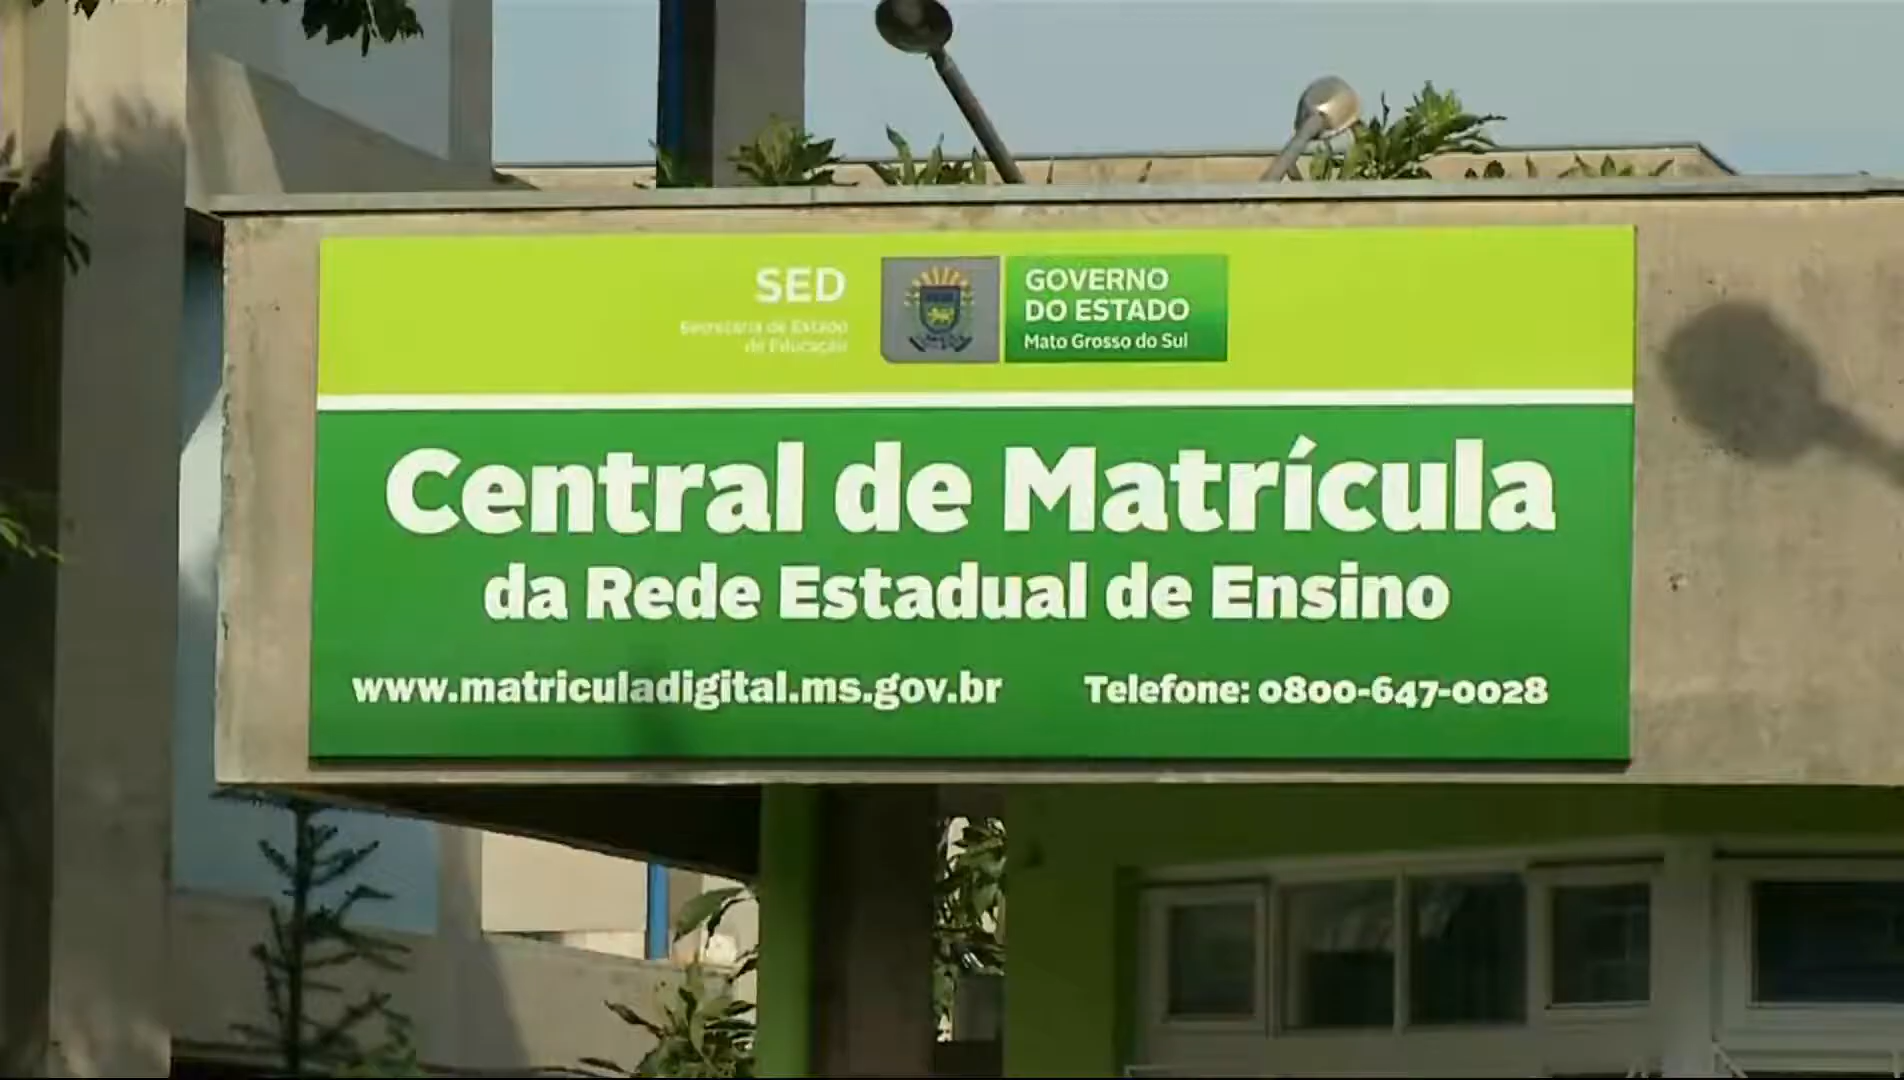 SED
Secretaria de Estado
de Educação
GOVERNO
DO ESTADO
Mato Grosso do Sul
Central de Matrícula
da Rede Estadual de Ensino
www.matriculadigital.ms.gov.br
Telefone: 0800-647-0028